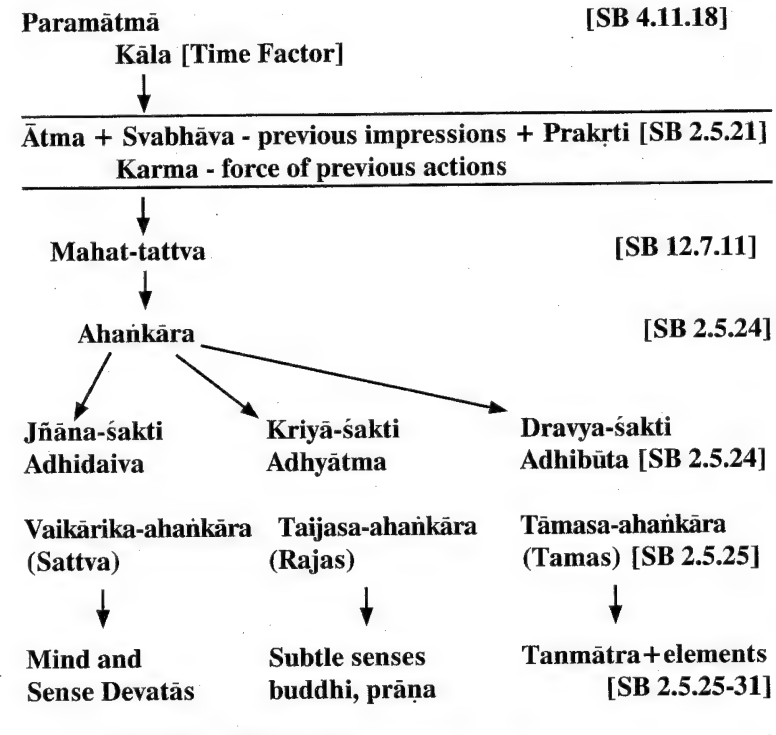 Paramātmā [SB 4.11.18]
Kāla [Time Factor]
Ātma + Svabhāva - previous impressions + Prakṛti [SB 2.5.21]
Karma - force of previous actions
Mahat-tattva [SB 12.7.11]
Ahaṅkāra [SB 2.5.24]
Jñāna-śakti Kriyā-śakti Dravya-śakti
Adhidaiva Adhyātma Adhibūta [SB 2.5.24]
Vaikārika-ahaṅkāra Taijasa-ahaṅkāra Tāmasa-ahaṅkāra
(Sattva) (Rajas) (Tamas) [SB 2.5.25]
Mind and Subtle senses Tanmātra+elements
Sense Devatās buddhi, prāṇa [SB 2.5.25-31]